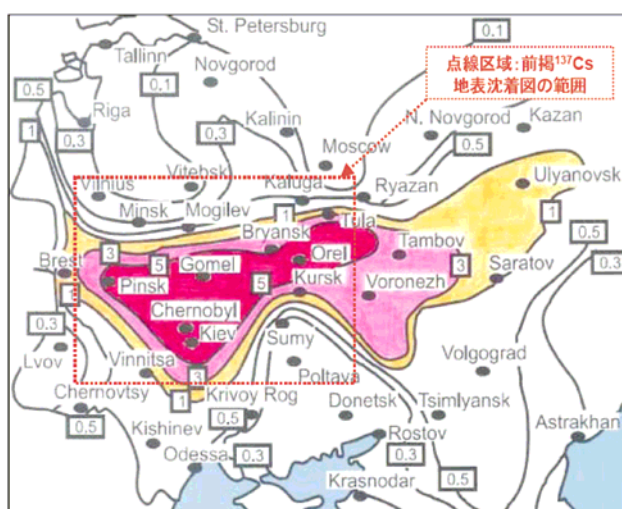 St. Petersburg
Tallinn
0.1
点線区域:前掲¹³⁷Cs
地表沈着図の範囲
Novgorod
0.1
0.5
Riga
1
0.3
0.3
Kalinin
N. Novgorod
Kazan
Moscow
0.5
Vitebsk
Vilnius
Kaluga
Ryazan
Ulyanovsk
Minsk
Mogilev
1
Tula
1
Bryansk
3
5
Orel
Tambov
0.5
Brest
Gomel
5
3
0.3
Pinsk
Kursk
Voronezh
Saratov
1
0.3
Chernobyl
Kiev
Sumy
Lvov
Vinnitsa
3
Poltava
Volgograd
Chernovtsy
1
Krivoy Rog
0.5
0.5
Donetsk
Tsimlyansk
Kishinev
Rostov
Astrakhan
Odessa
0.3
0.3
0.5
Krasnodar